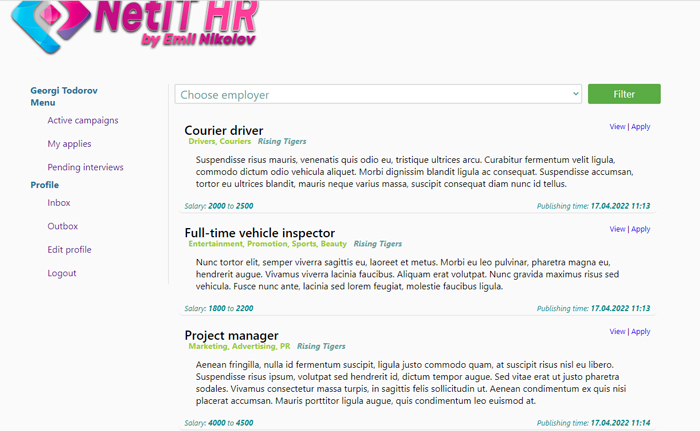 NetIT HR
by Emil Nikolov
Georgi Todorov
Menu
Active campaigns
My applies
Pending interviews
Profile
Inbox
Outbox
Edit profile
Logout
Choose employer
Filter
Courier driver
View | Apply
Drivers, Couriers Rising Tigers
Suspendisse risus mauris, venenatis quis odio eu, tristique ultrices arcu. Curabitur fermentum velit ligula,
commodo dictum odio vehicula aliquet. Morbi dignissim blandit ligula ac consequat. Suspendisse accumsan,
tortor eu ultrices blandit, mauris neque varius massa, suscipit consequat diam nunc id tellus.
Salary: 2000 to 2500
Publishing time: 17.04.2022 11:13
Full-time vehicle inspector
View | Apply
Entertainment, Promotion, Sports, Beauty Rising Tigers
Nunc tortor elit, semper viverra sagittis eu, laoreet et metus. Morbi eu leo pulvinar, pharetra magna eu,
hendrerit augue. Vivamus viverra lacinia faucibus. Aliquam erat volutpat. Nunc gravida maximus risus sed
vehicula. Fusce nunc ante, lacinia sed lorem feugiat, molestie faucibus ligula.
Salary: 1800 to 2200
Publishing time: 17.04.2022 11:13
Project manager
View | Apply
Marketing, Advertising, PR Rising Tigers
Aenean fringilla, nulla id fermentum suscipit, ligula justo commodo quam, at suscipit risus nisl eu libero.
Suspendisse risus ipsum, volutpat sed hendrerit id, dictum tempor augue. Sed vitae erat ut justo pharetra
sodales. Vivamus consectetur massa turpis, in sagittis felis sollicitudin ut. Aenean condimentum ex quis nisi
placerat accumsan. Mauris porttitor ligula augue, quis condimentum leo euismod at.
Salary: 4000 to 4500
Publishing time: 17.04.2022 11:14